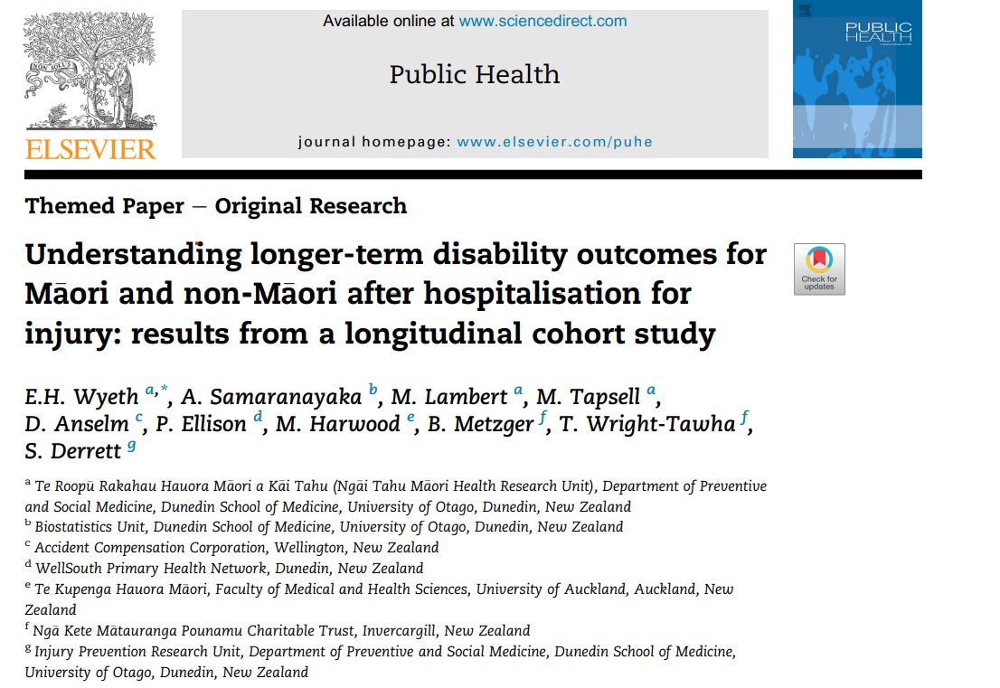 Available online at www.sciencedirect.com
Public Health
journal homepage: www.elsevier.com/puhe
NON SOLUS
ELSEVIER
PUBLIC
HEALTH
Themed Paper – Original Research
Understanding longer-term disability outcomes for
Māori and non-Māori after hospitalisation for
injury: results from a longitudinal cohort study
Check for
updates
E.H. Wyeth a,*, A. Samaranayaka b, M. Lambert a, M. Tapsell a,
D. Anselm c, P. Ellison d, M. Harwood e, B. Metzger f, T. Wright-Tawha f,
S. Derrett g
a Te Roopū Rakahau Hauora Māori a Kāi Tahu (Ngāi Tahu Māori Health Research Unit), Department of Preventive
and Social Medicine, Dunedin School of Medicine, University of Otago, Dunedin, New Zealand
b Biostatistics Unit, Dunedin School of Medicine, University of Otago, Dunedin, New Zealand
c Accident Compensation Corporation, Wellington, New Zealand
d WellSouth Primary Health Network, Dunedin, New Zealand
e Te Kupenga Hauora Māori, Faculty of Medical and Health Sciences, University of Auckland, Auckland, New
Zealand
f Ngā Kete Mātauranga Pounamu Charitable Trust, Invercargill, New Zealand
g Injury Prevention Research Unit, Department of Preventive and Social Medicine, Dunedin School of Medicine,
University of Otago, Dunedin, New Zealand